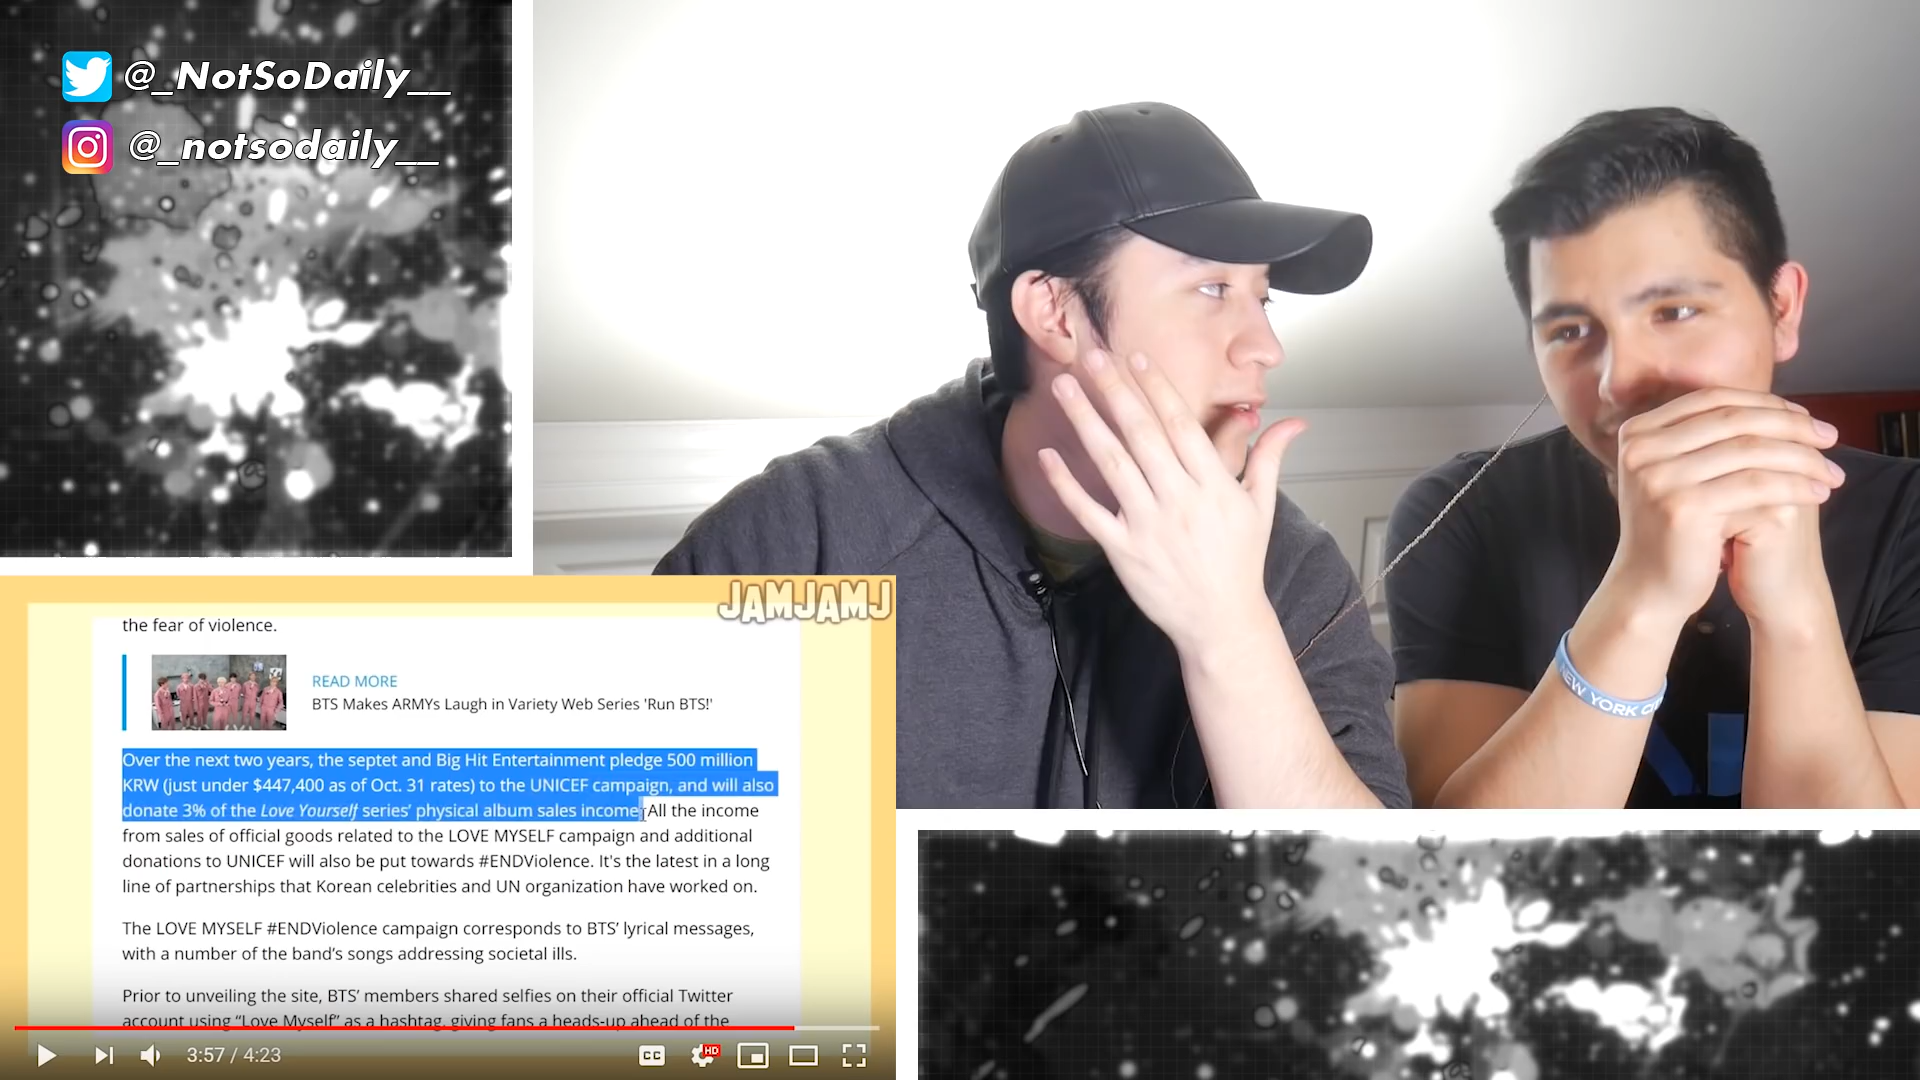 @_NotSoDaily__
@_notsodaily__
JAMJAMJ
the fear of violence.
READ MORE
BTS Makes ARMYs Laugh in Variety Web Series 'Run BTS!'
Over the next two years, the septet and Big Hit Entertainment pledge 500 million
KRW (just under $447,400 as of Oct. 31 rates) to the UNICEF campaign, and will also
donate 3% of the Love Yourself series’ physical album sales income. All the income
from sales of official goods related to the LOVE MYSELF campaign and additional
donations to UNICEF will also be put towards #ENDViolence. It's the latest in a long
line of partnerships that Korean celebrities and UN organization have worked on.
The LOVE MYSELF #ENDViolence campaign corresponds to BTS’ lyrical messages,
with a number of the band’s songs addressing societal ills.
Prior to unveiling the site, BTS’ members shared selfies on their official Twitter
account using “Love Myself” as a hashtag, giving fans a heads-up ahead of the
3:57 / 4:23
CC
HD
NEW YORK